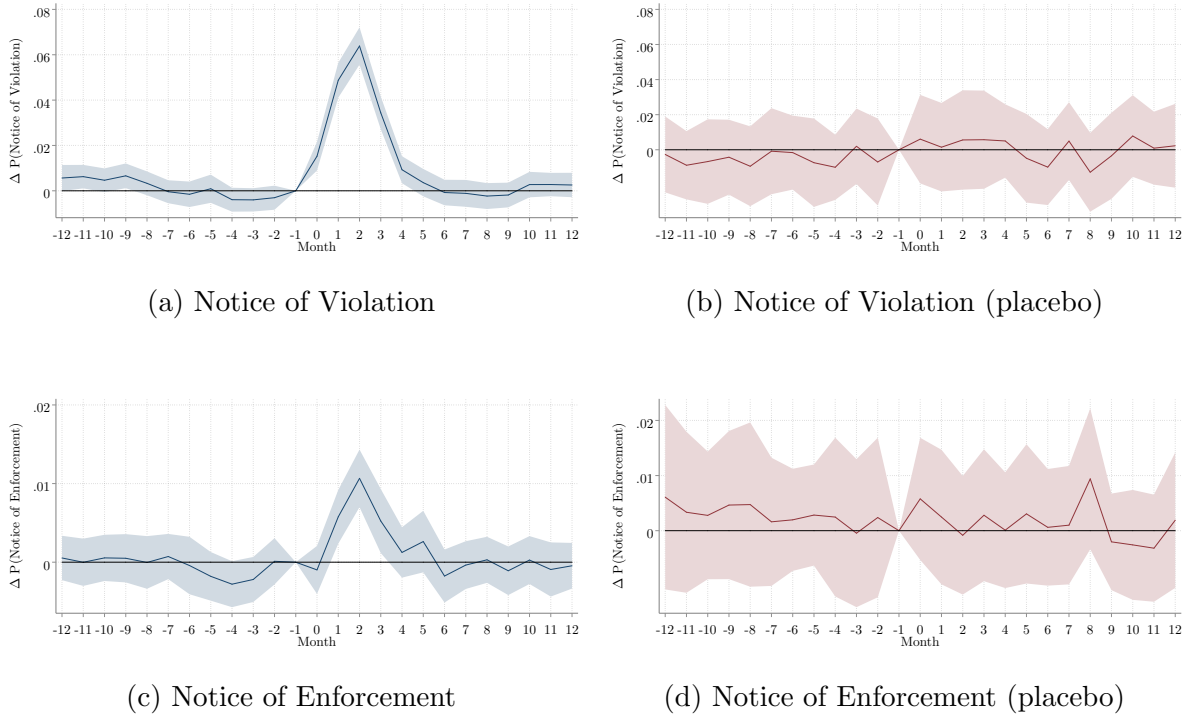 .08
.06
.04
.02
0
Δ P(Notice of Violation)
-12 -11 -10 -9 -8 -7 -6 -5 -4 -3 -2 -1 0 1 2 3 4 5 6 7 8 9 10 11 12
Month
(a) Notice of Violation
.08
.06
.04
.02
0
Δ P(Notice of Violation)
-12 -11 -10 -9 -8 -7 -6 -5 -4 -3 -2 -1 0 1 2 3 4 5 6 7 8 9 10 11 12
Month
(b) Notice of Violation (placebo)
.02
.01
0
Δ P(Notice of Enforcement)
-12 -11 -10 -9 -8 -7 -6 -5 -4 -3 -2 -1 0 1 2 3 4 5 6 7 8 9 10 11 12
Month
(c) Notice of Enforcement
.02
.01
0
Δ P(Notice of Enforcement)
-12 -11 -10 -9 -8 -7 -6 -5 -4 -3 -2 -1 0 1 2 3 4 5 6 7 8 9 10 11 12
Month
(d) Notice of Enforcement (placebo)